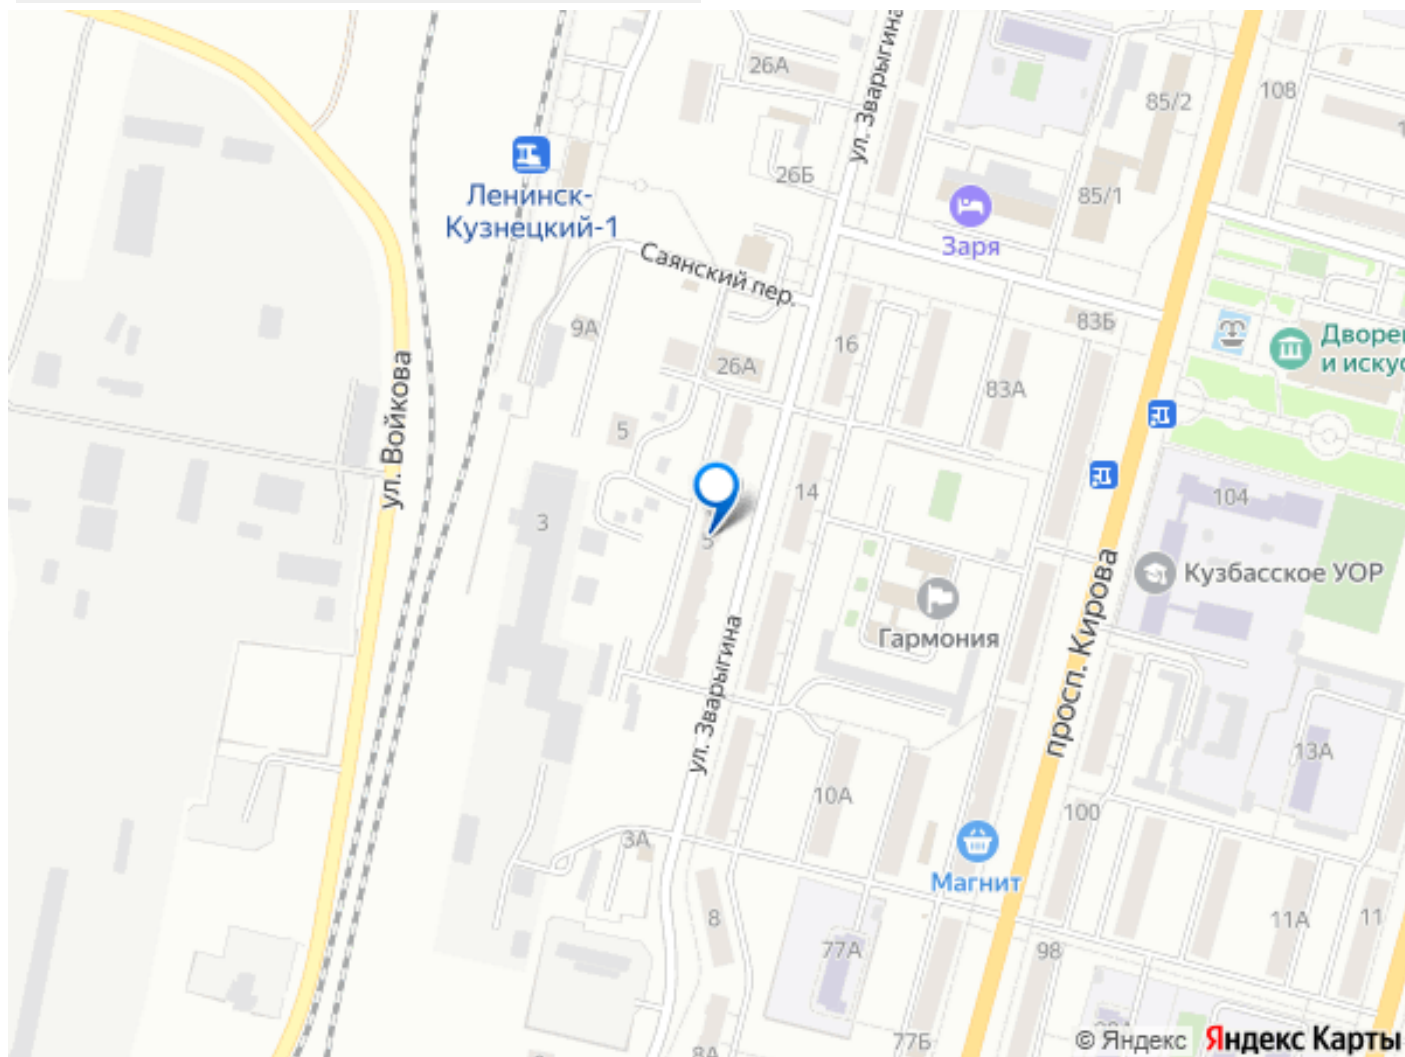 26А
ул. Зварыгина
85/2
108
Ленинск-
Кузнецкий-1
26Б
85/1
Заря
Саянский пер.
9А
16
83Б
Дворе
и искус
26А
83А
5
ул. Войкова
14
104
3
5
Кузбасское УОР
Гармония
просп. Кирова
ул. Зварыгина
13А
10А
100
3А
Магнит
8
11А
11
77А
98
8А
77Б
© Яндекс
Яндекс Карты